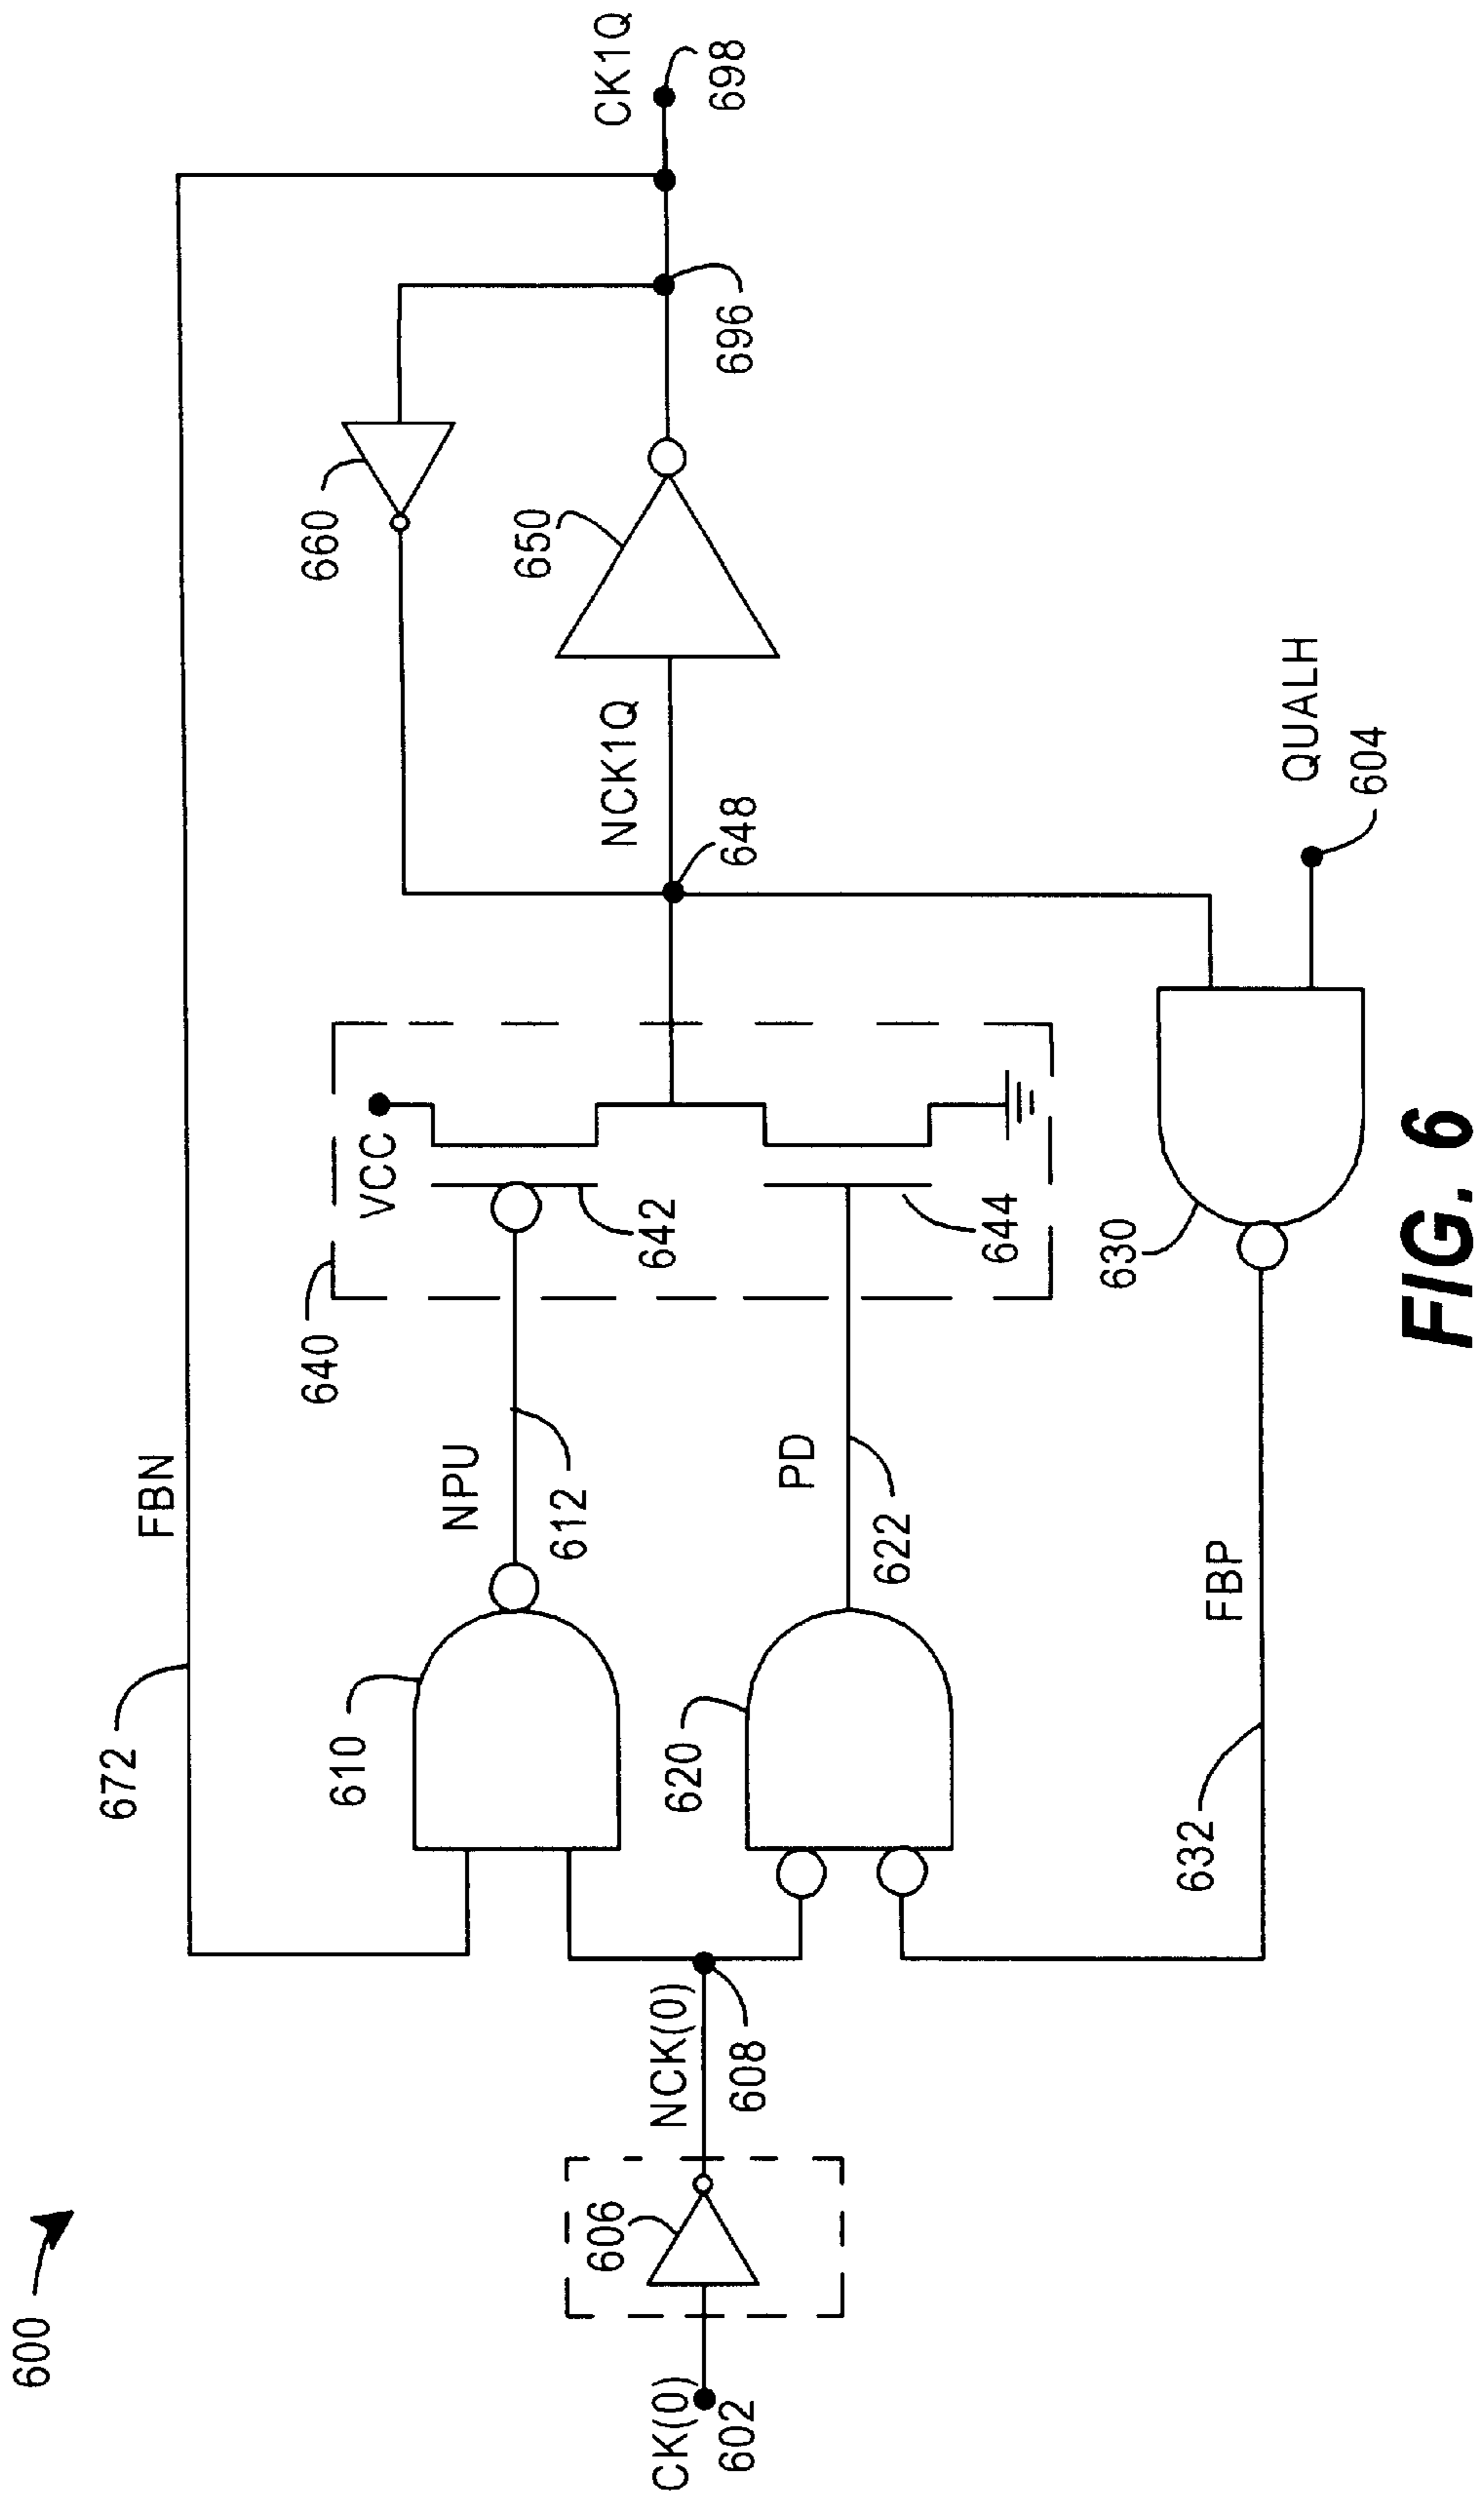 600
CK(0)
602
606
NCK(0)
608
672
FBN
610
NPU
612
620
PD
622
632
FBP
640
VCC
642
644
630
648
NCK1Q
650
660
QUALH
604
696
CK1Q
698
FIG. 6